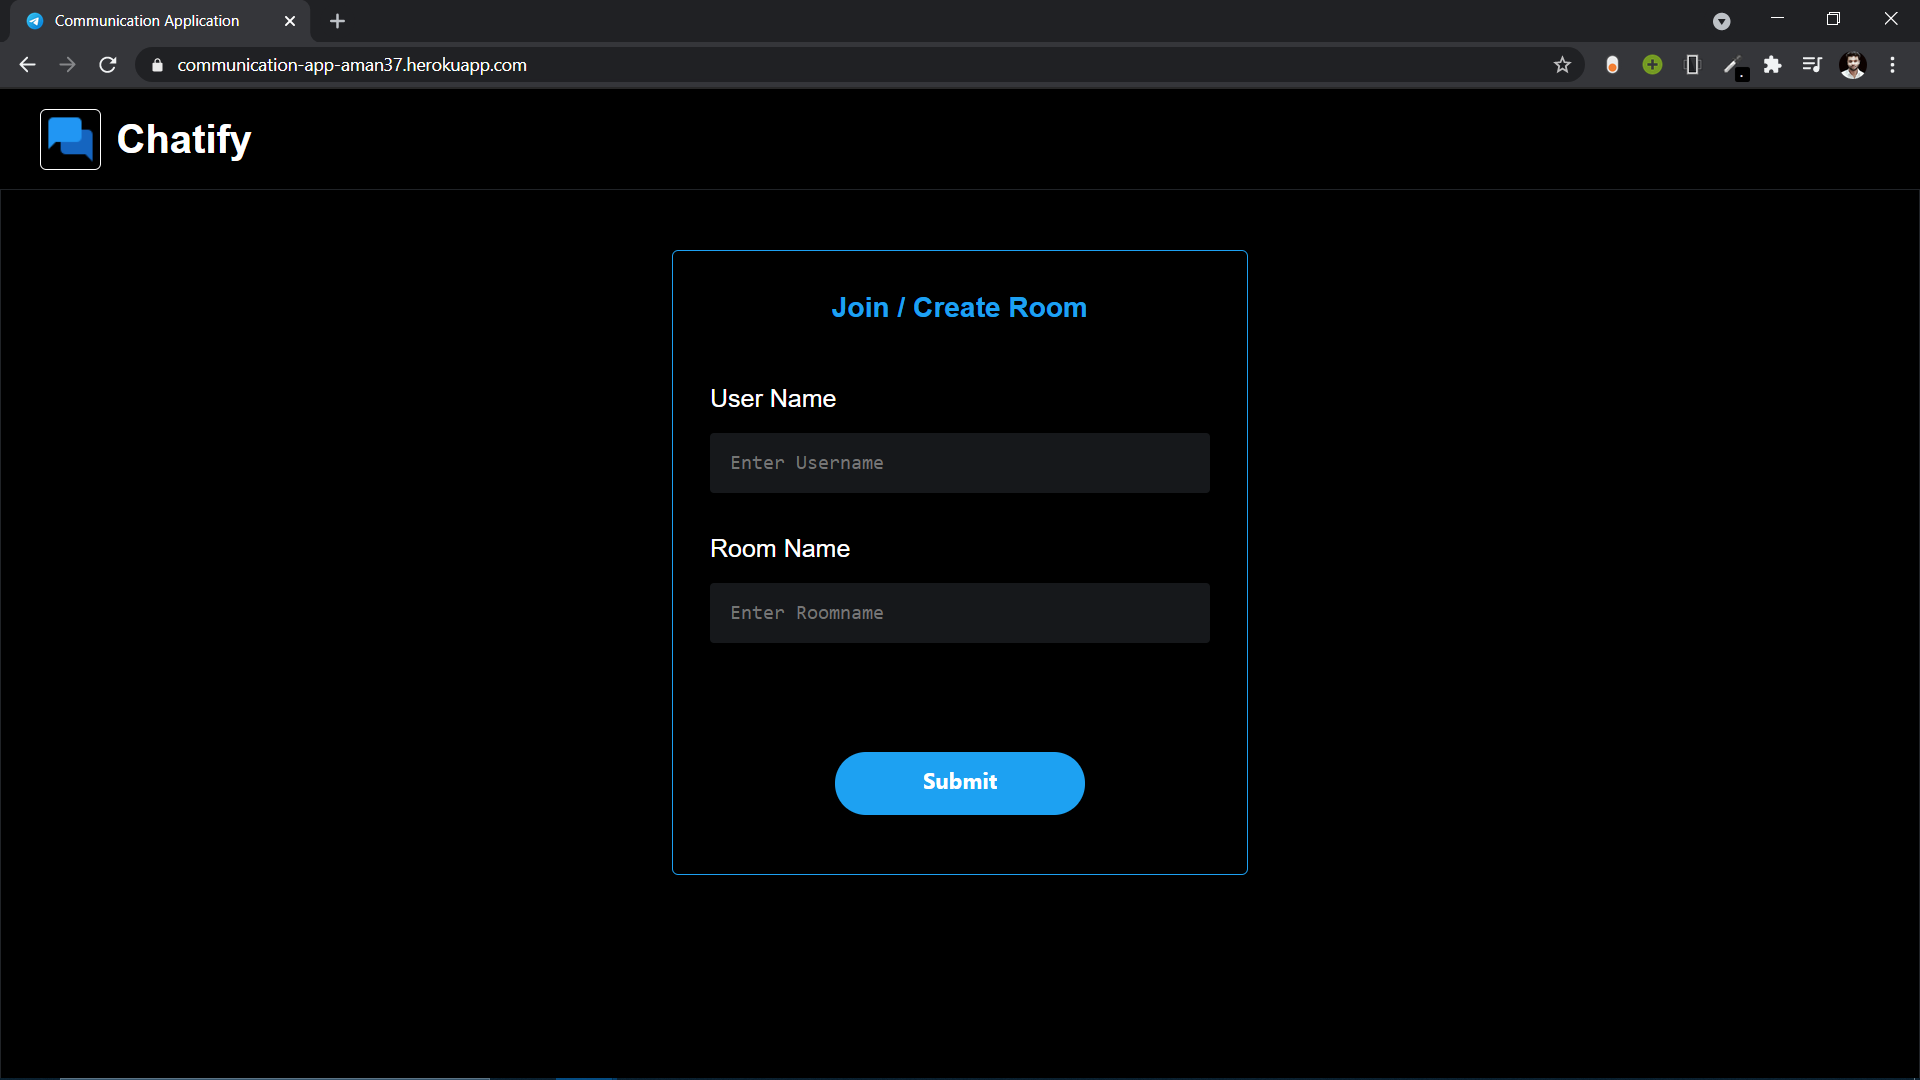 Communication Application
communication-app-aman37.herokuapp.com
Chatify
Join / Create Room
User Name
Enter Username
Room Name
Enter Roomname
Submit